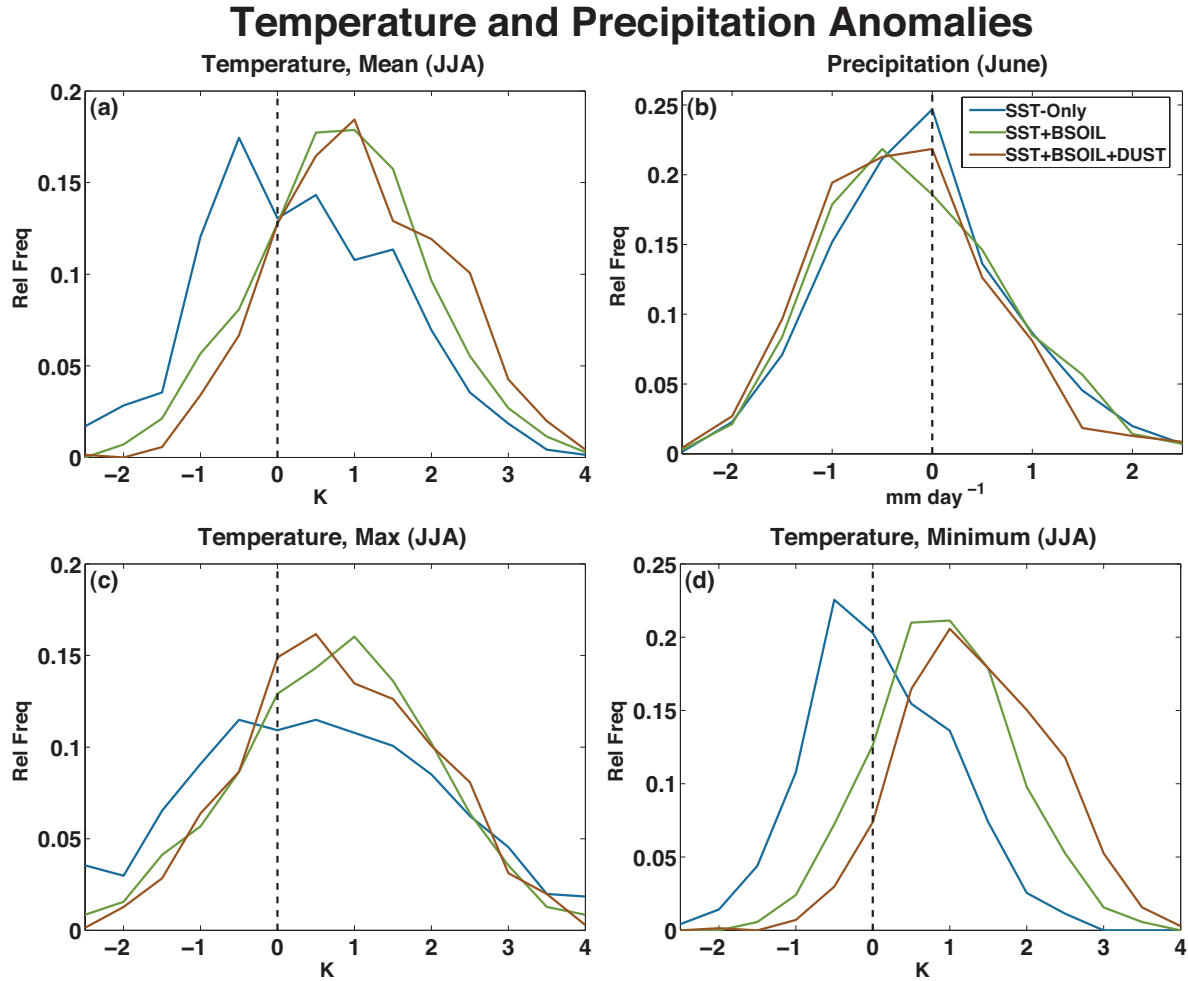 Temperature and Precipitation Anomalies
Temperature, Mean (JJA)
(a)
0.2
0.15
0.1
0.05
0
Rel Freq
−2 −1 0 1 2 3 4
K
Precipitation (June)
(b)
SST-Only
SST+BSOIL
SST+BSOIL+DUST
0.25
0.2
0.15
0.1
0.05
0
Rel Freq
−2 −1 0 1 2
mm day −1
Temperature, Max (JJA)
(c)
0.2
0.15
0.1
0.05
0
Rel Freq
−2 −1 0 1 2 3 4
K
Temperature, Minimum (JJA)
(d)
0.25
0.2
0.15
0.1
0.05
0
Rel Freq
−2 −1 0 1 2 3 4
K